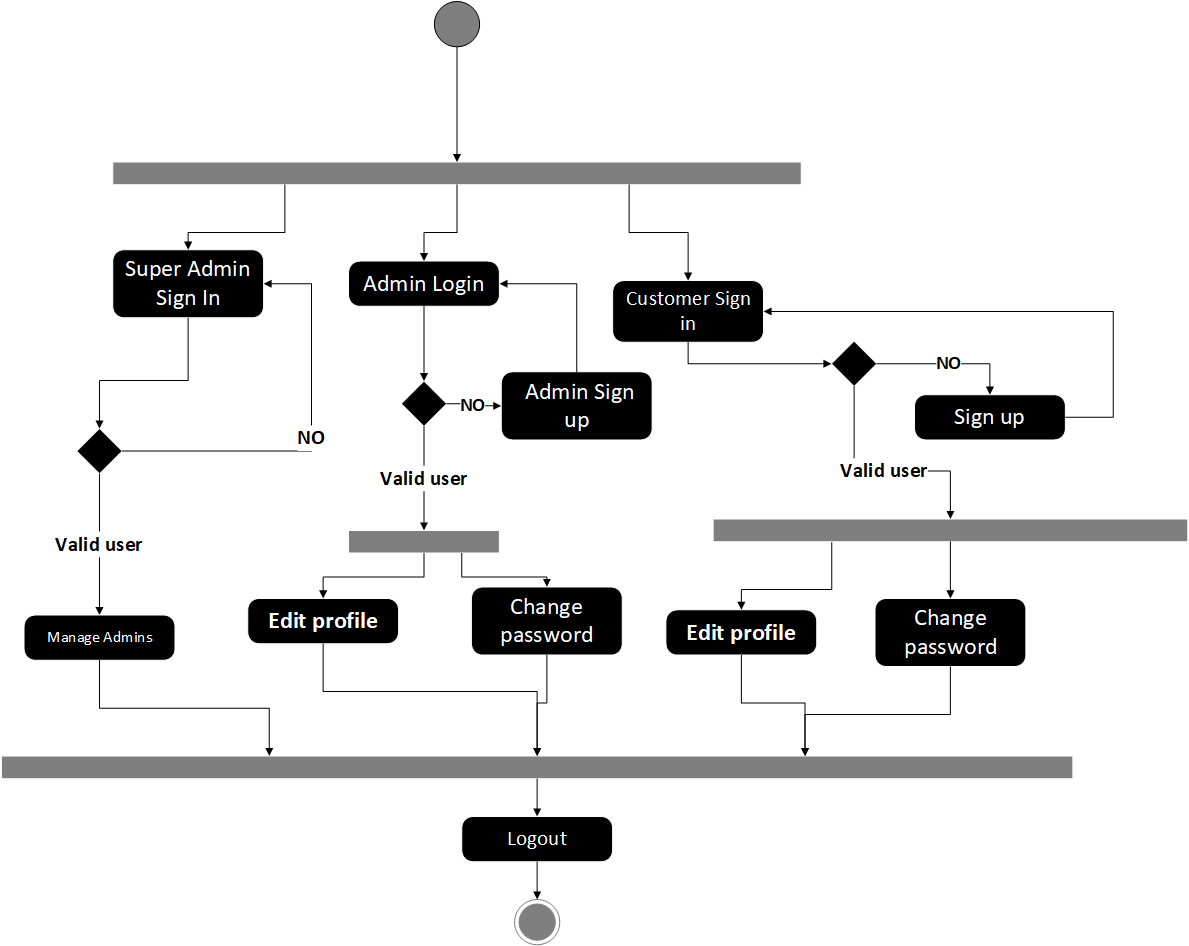 Super Admin
Sign In
Admin Login
Customer Sign
in
NO
Admin Sign
up
NO
Sign up
NO
Valid user
Valid user
Valid user
Manage Admins
Edit profile
Change
password
Edit profile
Change
password
Logout